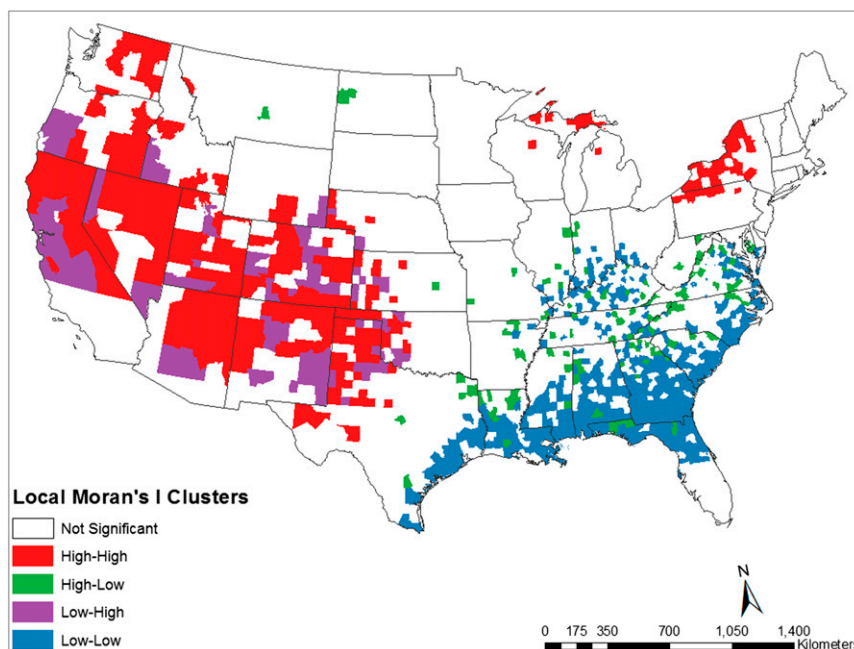 Local Moran's I Clusters
Not Significant
High-High
High-Low
Low-High
Low-Low
N
0 175 350 700 1,050 1,400
Kilometers